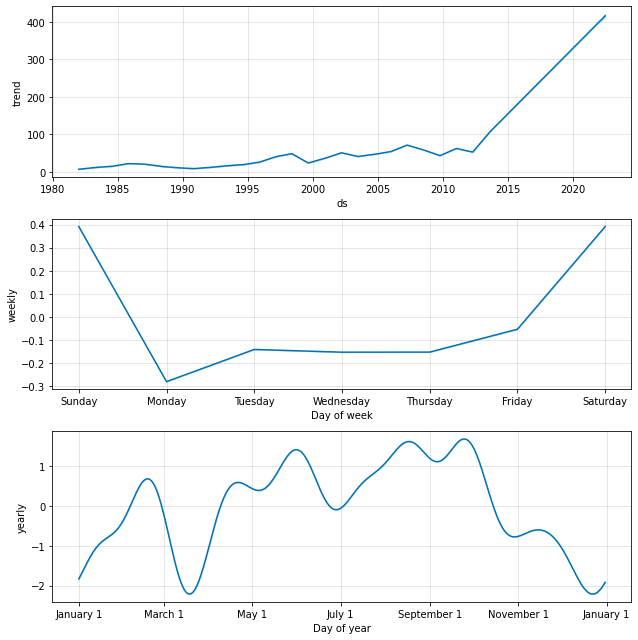 400
300
200
100
0
trend
1980 1985 1990 1995 2000 2005 2010 2015 2020
ds
0.4
0.3
0.2
0.1
0.0
−0.1
−0.2
−0.3
weekly
Sunday Monday Tuesday Wednesday Thursday Friday Saturday
Day of week
1
0
−1
−2
yearly
January 1 March 1 May 1 July 1 September 1 November 1 January 1
Day of year